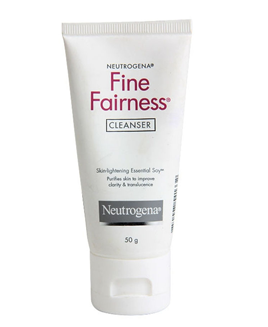 NEUTROGENA®
Fine
Fairness®
CLEANSER
Skin-lightening Essential Soy™
Purifies skin to improve
clarity & translucence
Neutrogena®
50 g